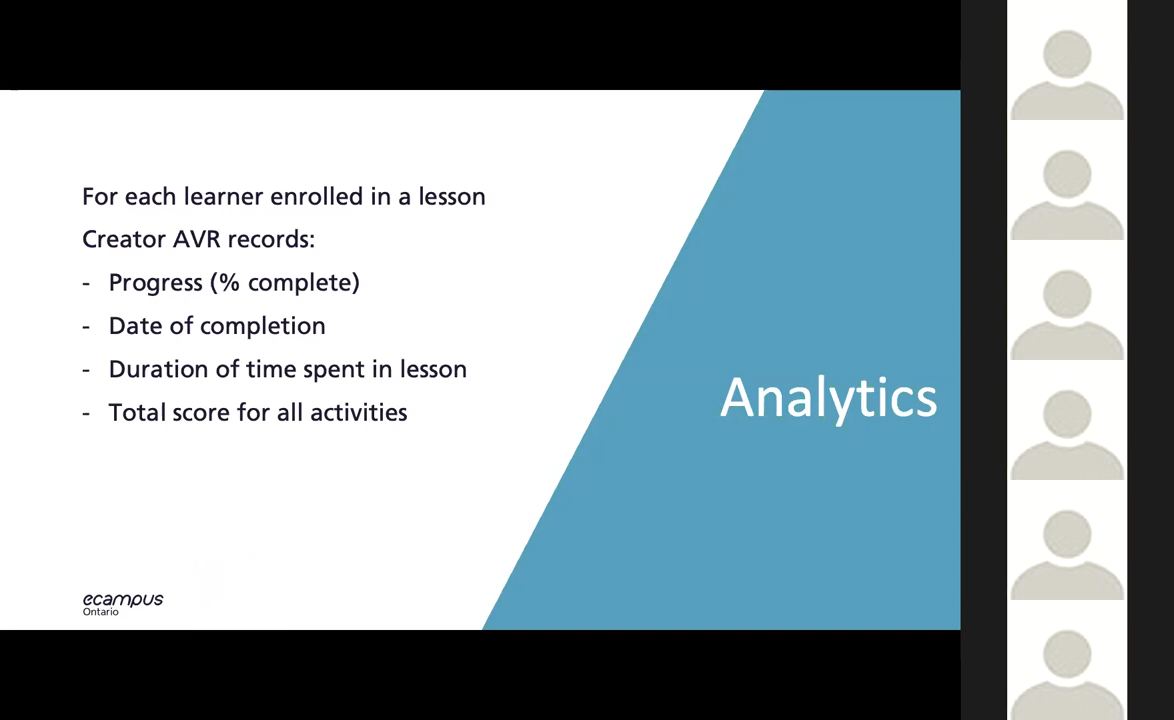 For each learner enrolled in a lesson
Creator AVR records:
- Progress (% complete)
- Date of completion
- Duration of time spent in lesson
- Total score for all activities
Analytics
ecampus
Ontario